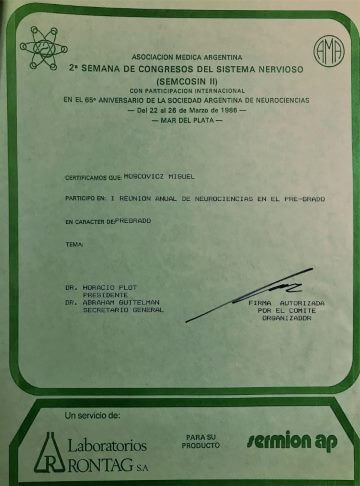 AMA
ASOCIACION MEDICA ARGENTINA
2ª SEMANA DE CONGRESOS DEL SISTEMA NERVIOSO
(SEMCOSIN II)
CON PARTICIPACION INTERNACIONAL
EN EL 65º ANIVERSARIO DE LA SOCIEDAD ARGENTINA DE NEUROCIENCIAS
— Del 22 al 26 de Marzo de 1986 —
— MAR DEL PLATA —
CERTIFICAMOS QUE: MOSCOVICZ MIGUEL
PARTICIPO EN: I REUNION ANUAL DE NEUROCIENCIAS EN EL PRE-GRADO
EN CARACTER DE: PREGRADO
TEMA:
DR. HORACIO PLOT
PRESIDENTE
DR. ABRAHAM GUTTELMAN
SECRETARIO GENERAL
FIRMA AUTORIZADA
POR EL COMITE
ORGANIZADOR
Un servicio de:
Laboratorios
RONTAG S.A
PARA SU
PRODUCTO
sermion ap